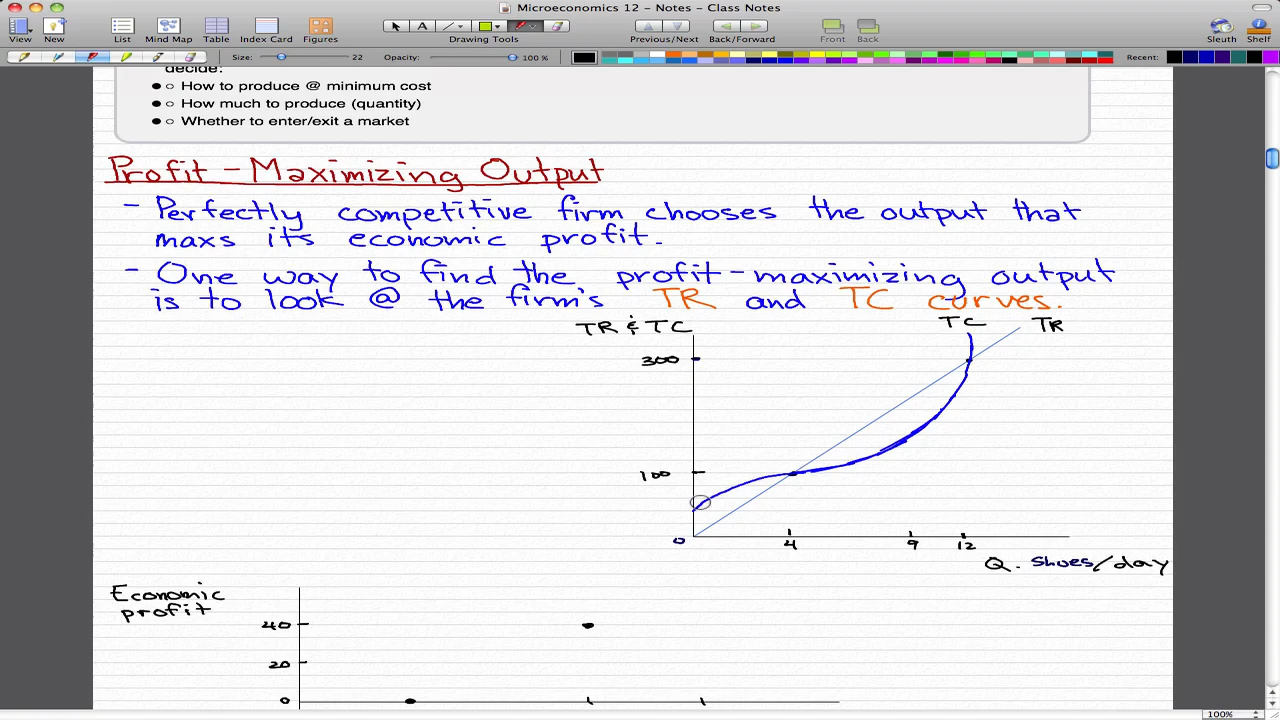 Microeconomics 12 – Notes – Class Notes
View New List Mind Map Table Index Card Figures Drawing Tools Previous/Next Back/Forward Front Back Sleuth Shelf
A
Size: 22 Opacity: 100 % Recent:
decide:
How to produce @ minimum cost
How much to produce (quantity)
Whether to enter/exit a market
Profit – Maximizing Output
– Perfectly competitive firm chooses the output that
maxs its economic profit.
– One way to find the profit – maximizing output
is to look @ the firm's TR and TC curves.
TR & TC
TC TR
300
100
0
4 9 12
Q. shoes/day
Economic
profit
40
20
0
100%